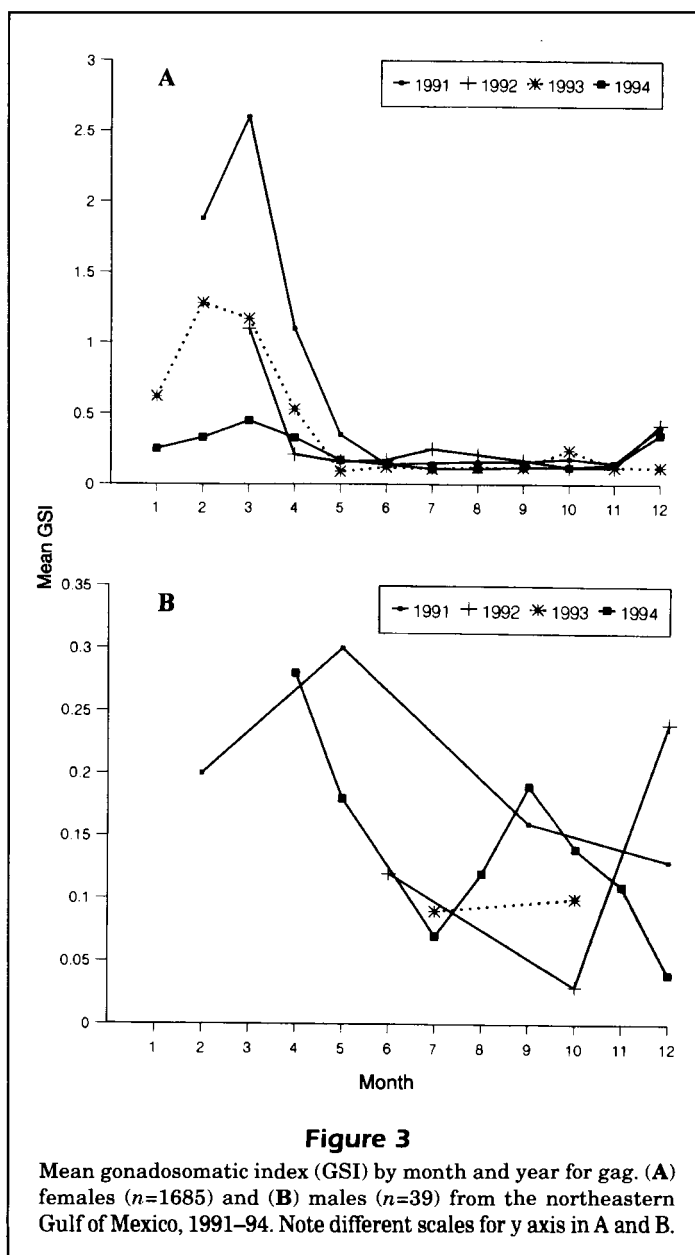 A
1991 1992 1993 1994
3
2.5
2
1.5
1
0.5
0
1 2 3 4 5 6 7 8 9 10 11 12
Mean GSI
B
1991 1992 1993 1994
0.35
0.3
0.25
0.2
0.15
0.1
0.05
0
1 2 3 4 5 6 7 8 9 10 11 12
Month
Figure 3
Mean gonadosomatic index (GSI) by month and year for gag. (A)
females (n=1685) and (B) males (n=39) from the northeastern
Gulf of Mexico, 1991–94. Note different scales for y axis in A and B.